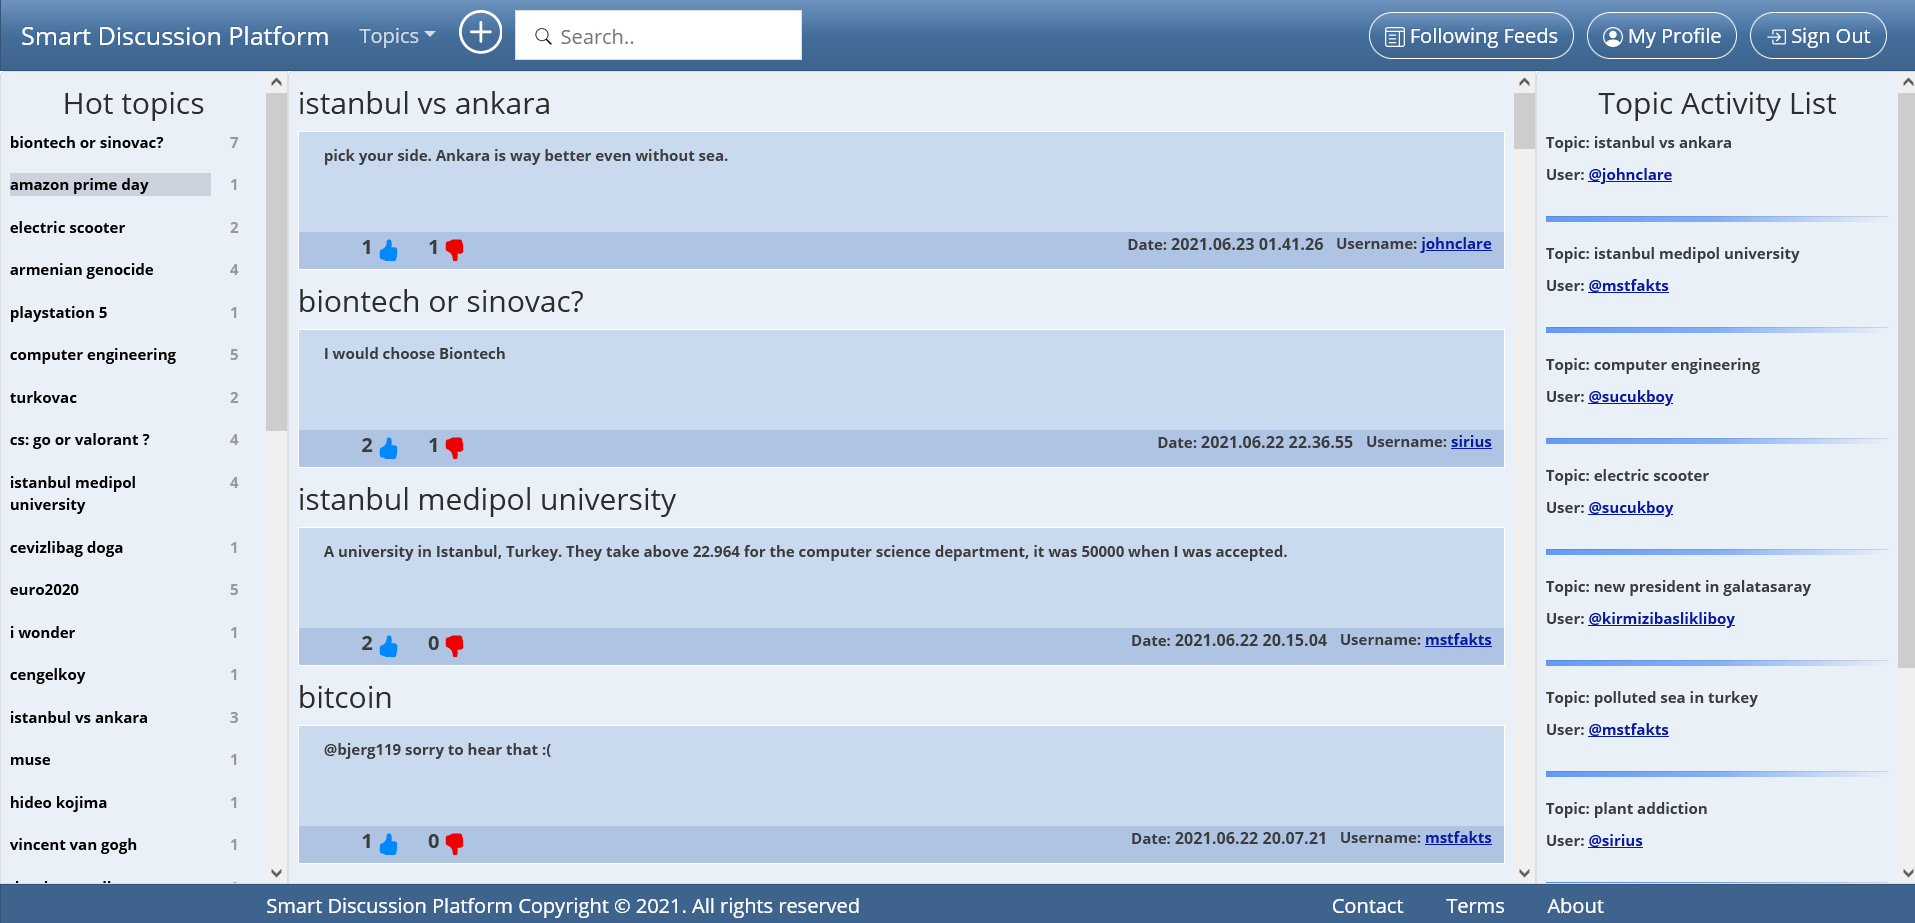 Smart Discussion Platform
Topics
Search..
Following Feeds
My Profile
Sign Out
Hot topics
biontech or sinovac? 7
amazon prime day 1
electric scooter 2
armenian genocide 4
playstation 5 1
computer engineering 5
turkovac 2
cs: go or valorant ? 4
istanbul medipol 4
university
cevizlibag doga 1
euro2020 5
i wonder 1
cengelkoy 1
istanbul vs ankara 3
muse 1
hideo kojima 1
vincent van gogh 1
istanbul vs ankara
pick your side. Ankara is way better even without sea.
1 1 Date: 2021.06.23 01.41.26 Username: johnclare
biontech or sinovac?
I would choose Biontech
2 1 Date: 2021.06.22 22.36.55 Username: sirius
istanbul medipol university
A university in Istanbul, Turkey. They take above 22.964 for the computer science department, it was 50000 when I was accepted.
2 0 Date: 2021.06.22 20.15.04 Username: mstfakts
bitcoin
@bjerg119 sorry to hear that :(
1 0 Date: 2021.06.22 20.07.21 Username: mstfakts
Topic Activity List
Topic: istanbul vs ankara
User: @johnclare
Topic: istanbul medipol university
User: @mstfakts
Topic: computer engineering
User: @sucukboy
Topic: electric scooter
User: @sucukboy
Topic: new president in galatasaray
User: @kirmizibaslikliboy
Topic: polluted sea in turkey
User: @mstfakts
Topic: plant addiction
User: @sirius
Smart Discussion Platform Copyright © 2021. All rights reserved
Contact
Terms
About